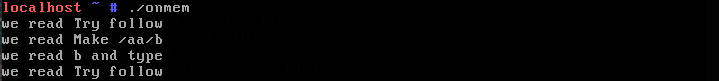 localhost ~ # ./onmem
we read Try follow
we read Make /aa/b
we read b and type
we read Try follow